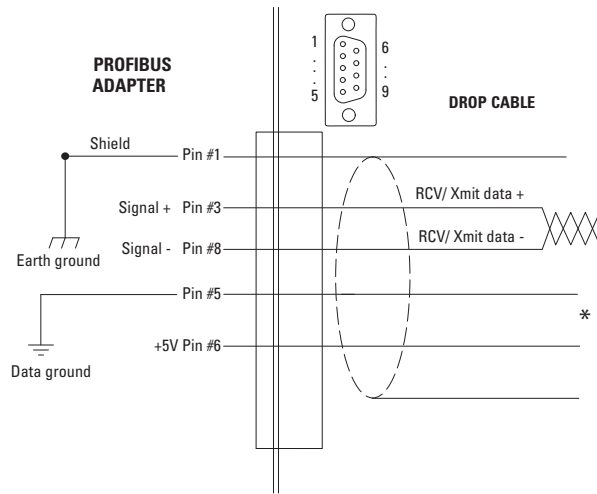 1
.
.
.
5
6
.
.
.
9
PROFIBUS
ADAPTER
DROP CABLE
Shield
Pin #1
Signal + Pin #3
RCV/ Xmit data +
Signal - Pin #8
RCV/ Xmit data -
Earth ground
Pin #5
*
+5V Pin #6
Data ground